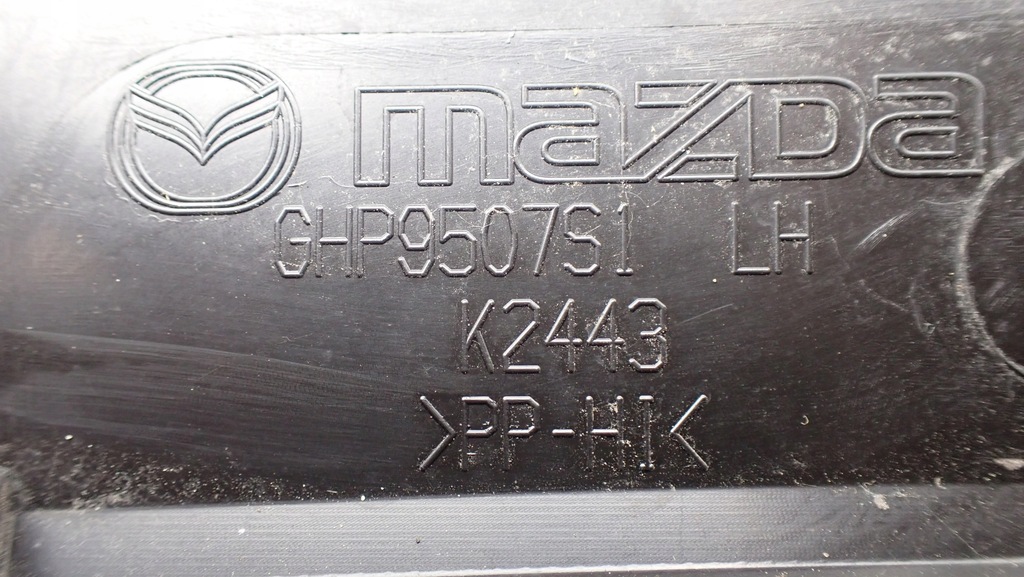 mazDa
GHP9507S1 LH
K2443
>PP-HI<